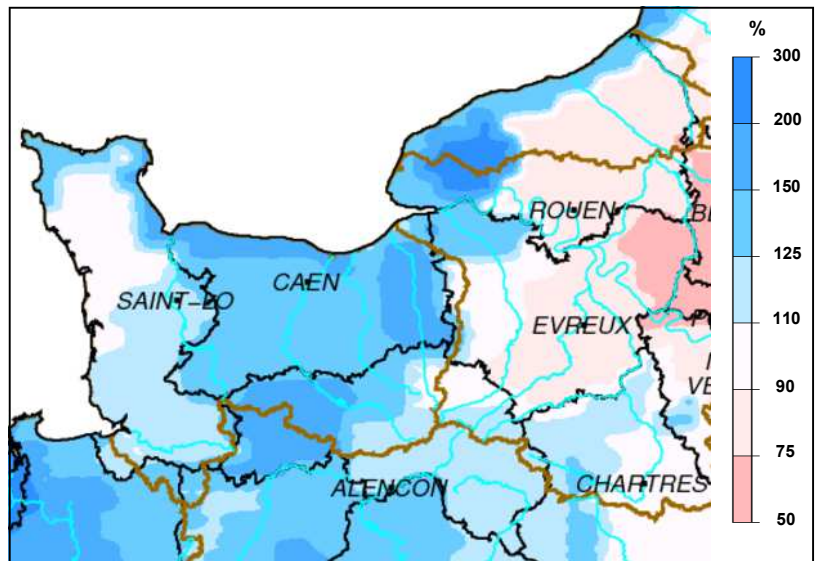 %
300
200
150
125
110
90
75
50
ROUEN
CAEN
SAINT-LO
EVREUX
ALENCON
CHARTRES